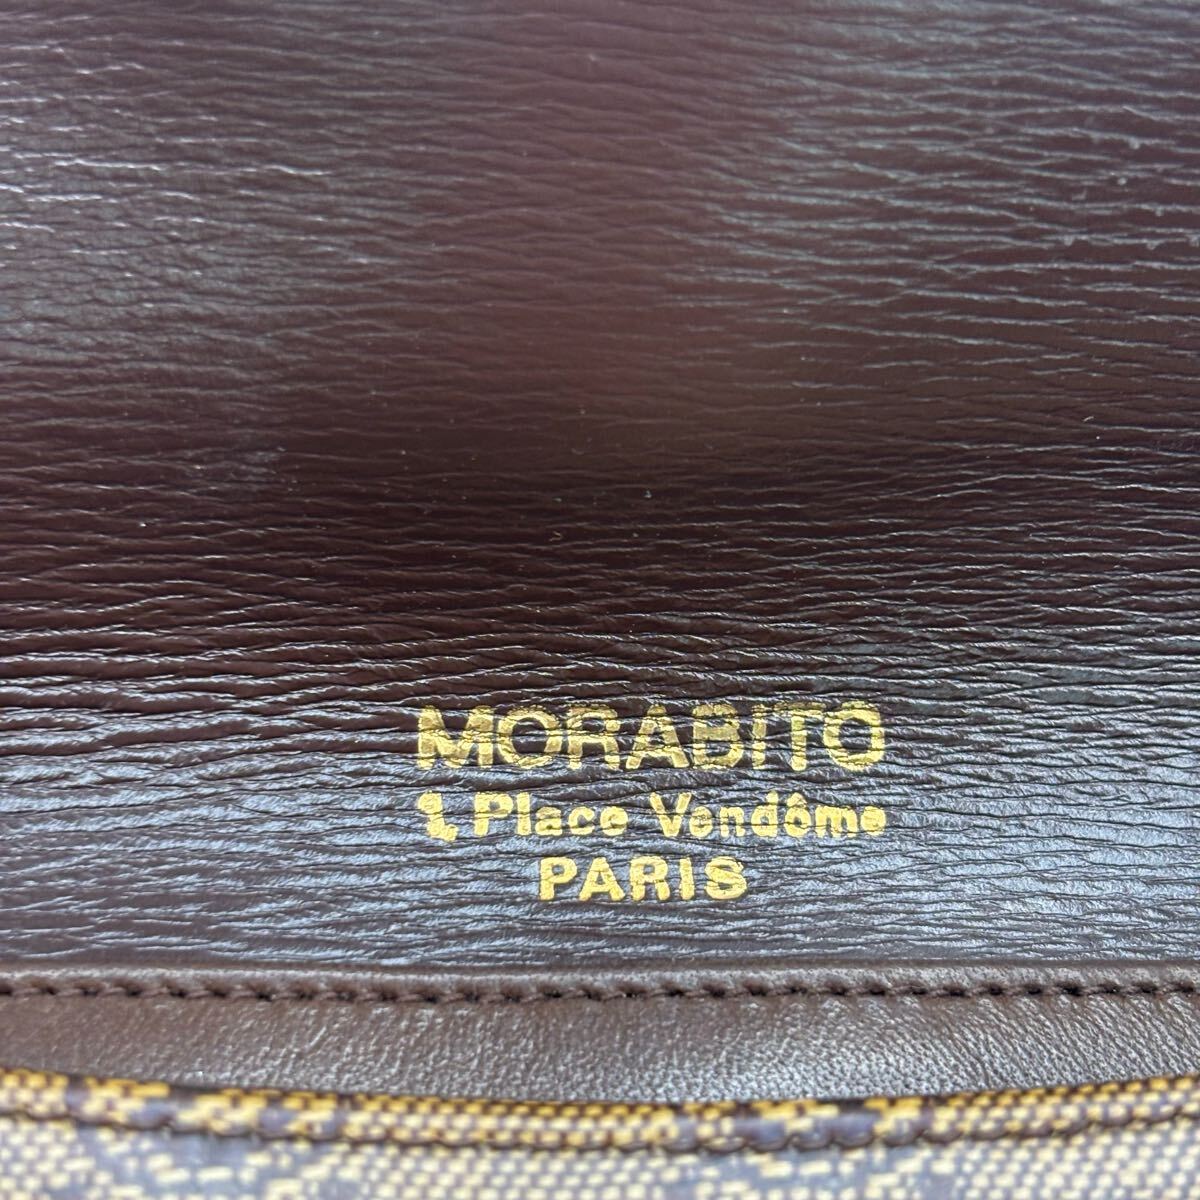 MORABITO
1 Place Vendôme
PARIS